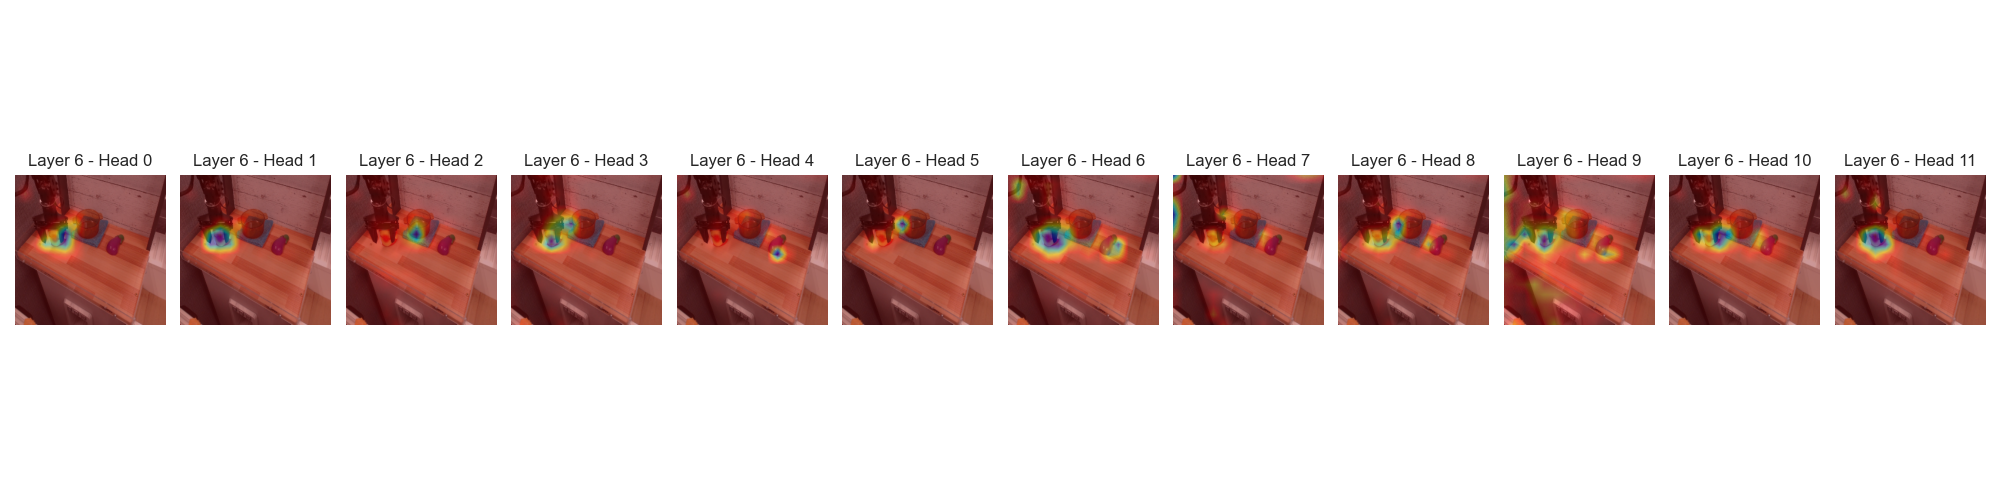 Layer 6 - Head 0
Layer 6 - Head 1
Layer 6 - Head 2
Layer 6 - Head 3
Layer 6 - Head 4
Layer 6 - Head 5
Layer 6 - Head 6
Layer 6 - Head 7
Layer 6 - Head 8
Layer 6 - Head 9
Layer 6 - Head 10
Layer 6 - Head 11